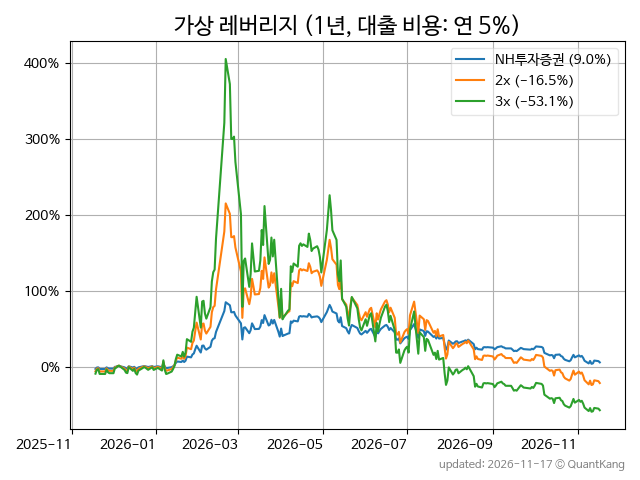 가상 레버리지 (1년, 대출 비용: 연 5%)
NH투자증권 (9.0%)
2x (-16.5%)
3x (-53.1%)
400%
300%
200%
100%
0%
2025-11 2026-01 2026-03 2026-05 2026-07 2026-09 2026-11
updated: 2026-11-17 © QuantKang